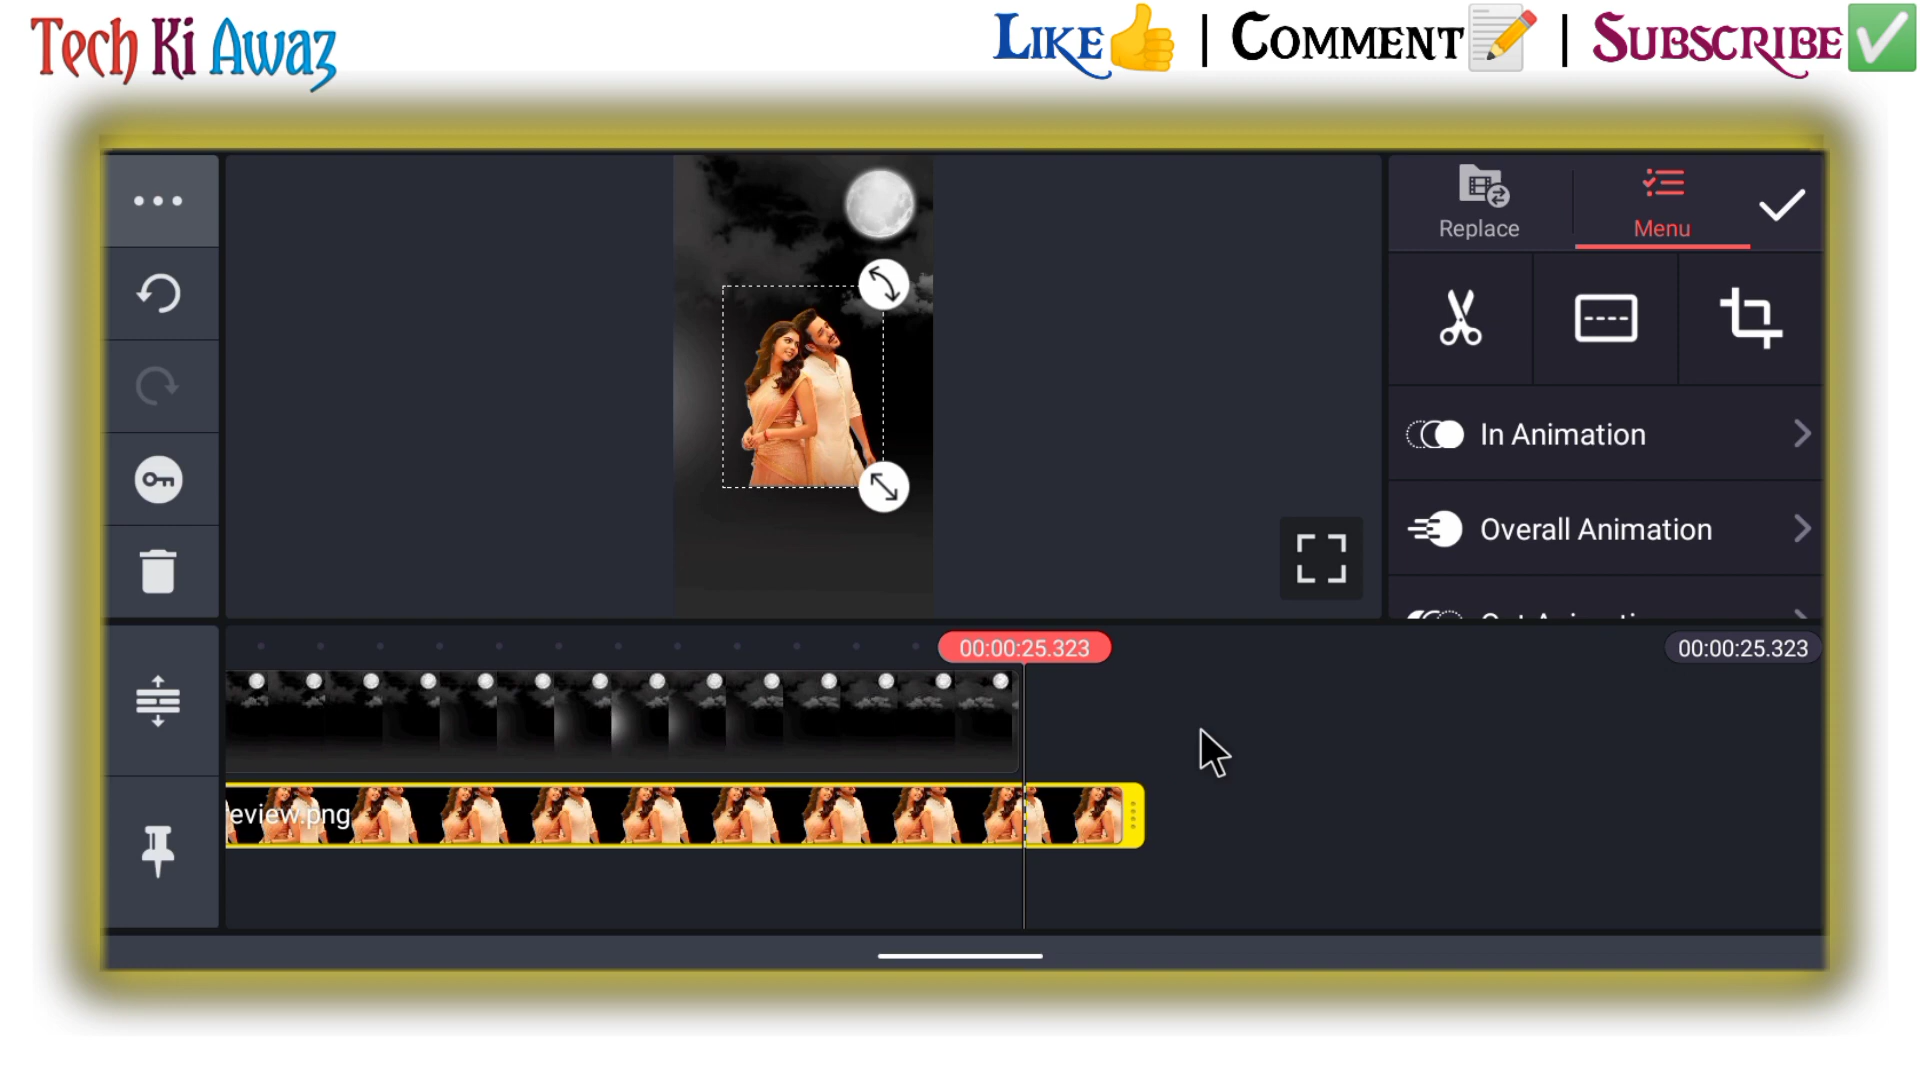 Tech Ki Awaz
LIKE👍 | COMMENT📝 | SUBSCRIBE✅
Replace
Menu
In Animation
Overall Animation
00:00:25.323
00:00:25.323
eview.png